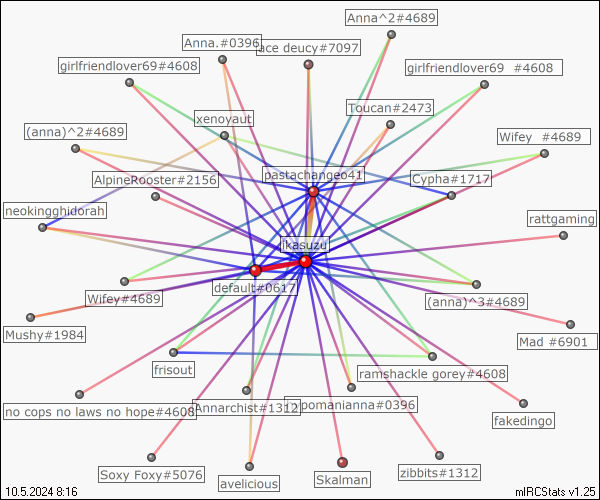 Anna^2#4689
Anna.#0396
ace deucy#7097
girlfriendlover69#4608
girlfriendlover69 #4608
Toucan#2473
xenoyaut
(anna)^2#4689
Wifey #4689
pastachangeo41
AlpineRooster#2156
Cypha#1717
neokingghidorah
rattgaming
ikasuzu
default#0617
Wifey#4689
(anna)^3#4689
Mushy#1984
Mad #6901
frisout
ramshackle gorey#4608
no cops no laws no hope#4608
Annarchist#1312
pomanianna#0396
fakedingo
Soxy Foxy#5076
avelicious
Skalman
zibbits#1312
10.5.2024 8:16
mIRCStats v1.25